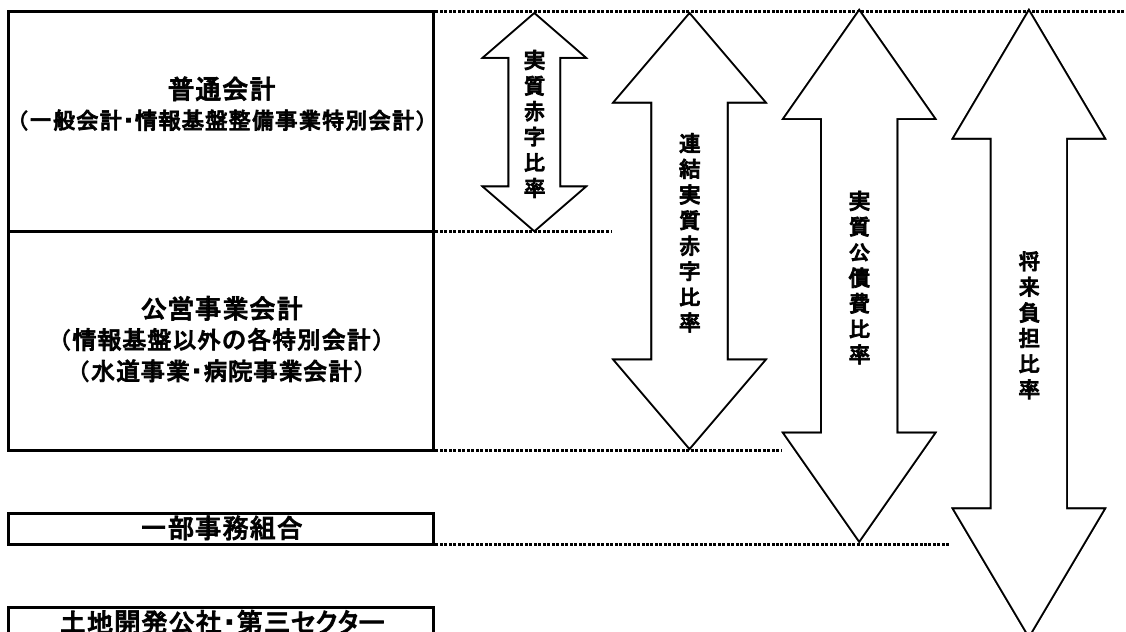 普通会計
（一般会計・情報基盤整備事業特別会計）
実質赤字比率
連結実質赤字比率
実質公債費比率
将来負担比率
公営事業会計
（情報基盤以外の各特別会計）
（水道事業・病院事業会計）
一部事務組合
土地開発公社・第三セクター